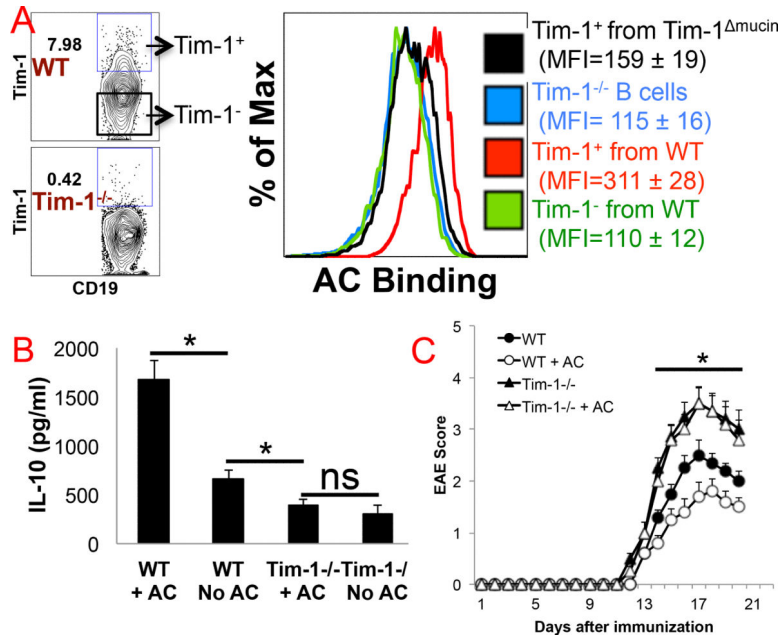 A
7.98
WT
Tim-1
Tim-1+
Tim-1-
0.42
Tim-1-/-
Tim-1
CD19
% of Max
AC Binding
Tim-1+ from Tim-1Δmucin
(MFI=159 ± 19)
Tim-1-/- B cells
(MFI= 115 ± 16)
Tim-1+ from WT
(MFI=311 ± 28)
Tim-1- from WT
(MFI=110 ± 12)
B
IL-10 (pg/ml)
2000
1500
1000
500
0
*
*
ns
WT + AC
WT No AC
Tim-1-/- + AC
Tim-1-/ No AC
C
EAE Score
5
4
3
2
1
0
WT
WT + AC
Tim-1-/-
Tim-1-/- + AC
*
1 5 9 13 17 21
Days after immunization